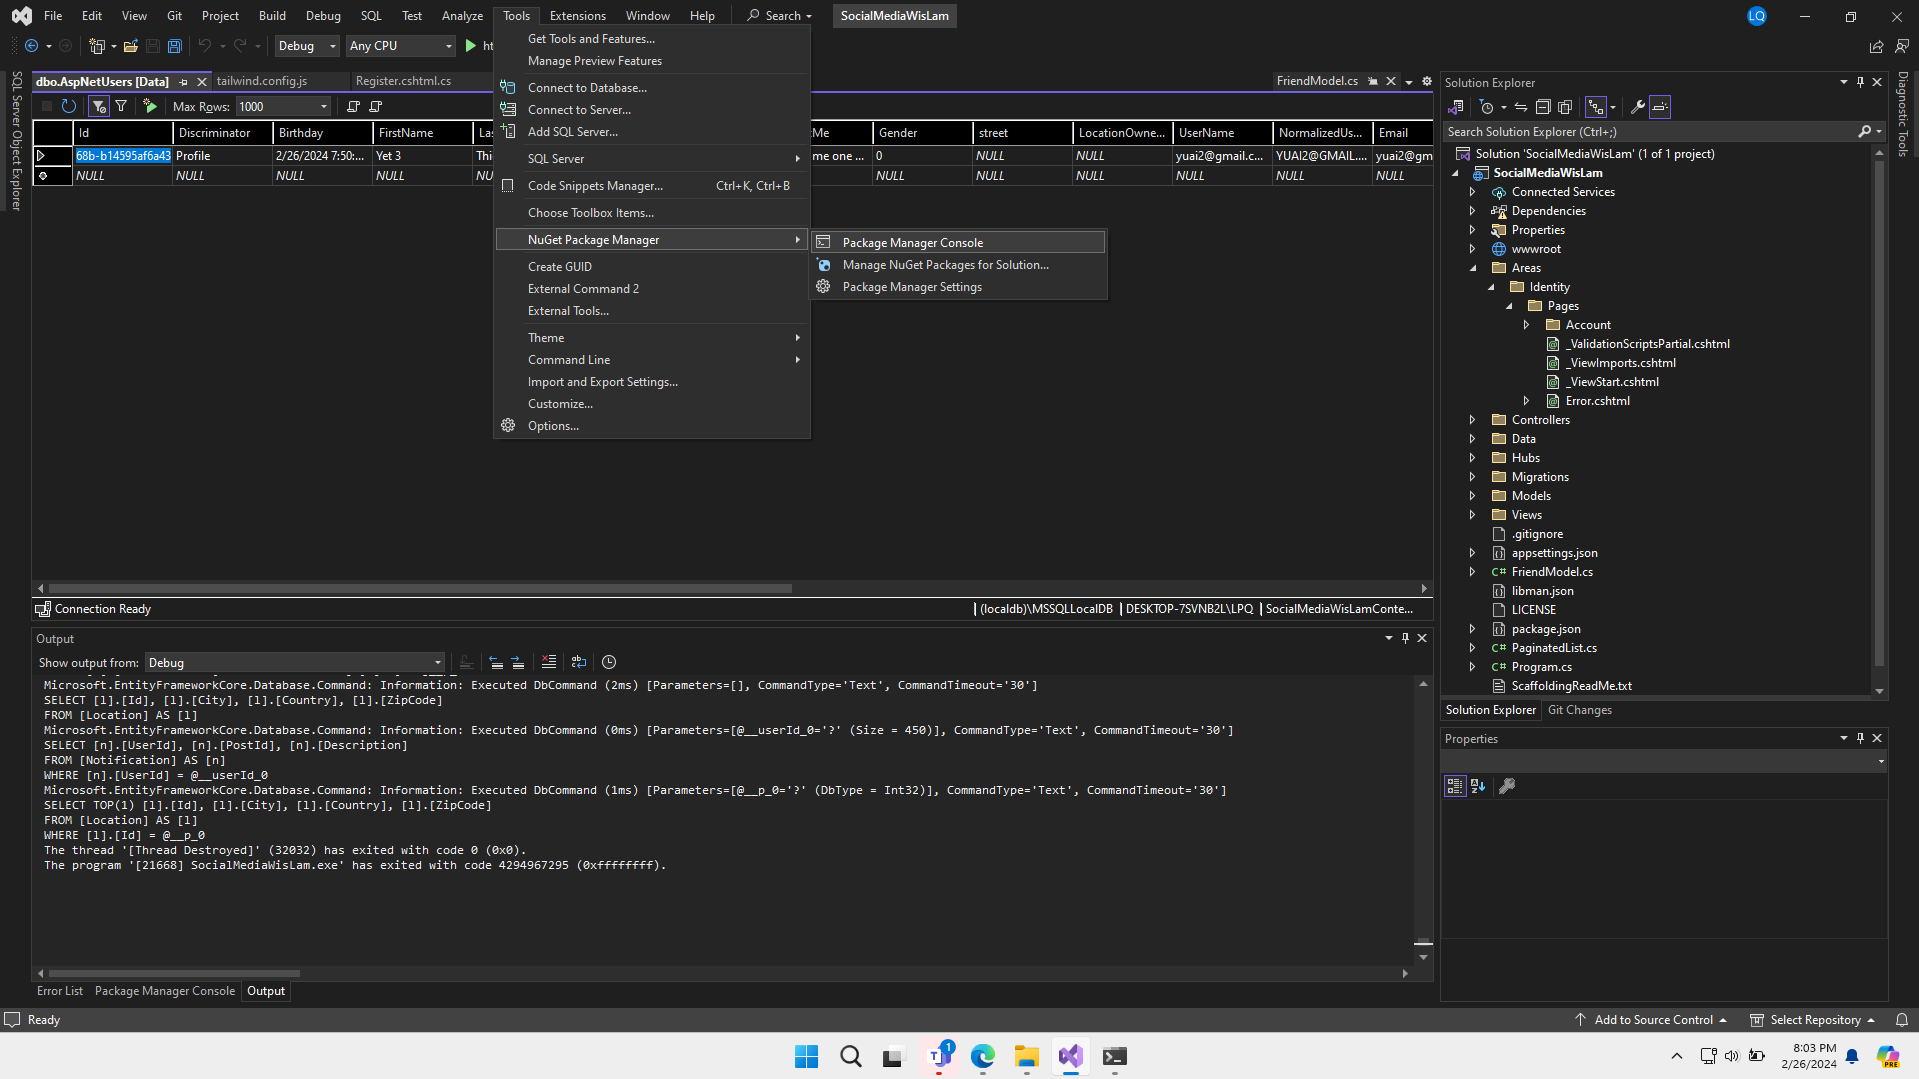 File Edit View Git Project Build Debug SQL Test Analyze Tools Extensions Window Help Search SocialMediaWisLam LQ
Debug Any CPU
SQL Server Object Explorer
Diagnostic Tools
dbo.AspNetUsers [Data] tailwind.config.js Register.cshtml.cs FriendModel.cs
Max Rows: 1000
Id Discriminator Birthday FirstName Gender street LocationOwne... UserName NormalizedUs... Email
68b-b14595af6a43 Profile 2/26/2024 7:50:... Yet 3 me one ... 0 NULL NULL yuai2@gmail.c... YUAI2@GMAIL.... yuai2@gm
NULL NULL NULL NULL NULL NULL NULL NULL NULL NULL
Get Tools and Features...
Manage Preview Features
Connect to Database...
Connect to Server...
Add SQL Server...
SQL Server
Code Snippets Manager... Ctrl+K, Ctrl+B
Choose Toolbox Items...
NuGet Package Manager
Create GUID
External Command 2
External Tools...
Theme
Command Line
Import and Export Settings...
Customize...
Options...
Package Manager Console
Manage NuGet Packages for Solution...
Package Manager Settings
Connection Ready (localdb)\MSSQLLocalDB DESKTOP-7SVNB2L\LPQ SocialMediaWisLamConte...
Output
Show output from: Debug
Microsoft.EntityFrameworkCore.Database.Command: Information: Executed DbCommand (2ms) [Parameters=[], CommandType='Text', CommandTimeout='30']
SELECT [l].[Id], [l].[City], [l].[Country], [l].[ZipCode]
FROM [Location] AS [l]
Microsoft.EntityFrameworkCore.Database.Command: Information: Executed DbCommand (0ms) [Parameters=[@__userId_0='?' (Size = 450)], CommandType='Text', CommandTimeout='30']
SELECT [n].[UserId], [n].[PostId], [n].[Description]
FROM [Notification] AS [n]
WHERE [n].[UserId] = @__userId_0
Microsoft.EntityFrameworkCore.Database.Command: Information: Executed DbCommand (1ms) [Parameters=[@__p_0='?' (DbType = Int32)], CommandType='Text', CommandTimeout='30']
SELECT TOP(1) [l].[Id], [l].[City], [l].[Country], [l].[ZipCode]
FROM [Location] AS [l]
WHERE [l].[Id] = @__p_0
The thread '[Thread Destroyed]' (32032) has exited with code 0 (0x0).
The program '[21668] SocialMediaWisLam.exe' has exited with code 4294967295 (0xffffffff).
Error List Package Manager Console Output
Solution Explorer
Search Solution Explorer (Ctrl+;)
Solution 'SocialMediaWisLam' (1 of 1 project)
SocialMediaWisLam
Connected Services
Dependencies
Properties
wwwroot
Areas
Identity
Pages
Account
_ValidationScriptsPartial.cshtml
_ViewImports.cshtml
_ViewStart.cshtml
Error.cshtml
Controllers
Data
Hubs
Migrations
Models
Views
.gitignore
appsettings.json
FriendModel.cs
libman.json
LICENSE
package.json
PaginatedList.cs
Program.cs
ScaffoldingReadMe.txt
Solution Explorer Git Changes
Properties
Ready Add to Source Control Select Repository
8:03 PM
2/26/2024